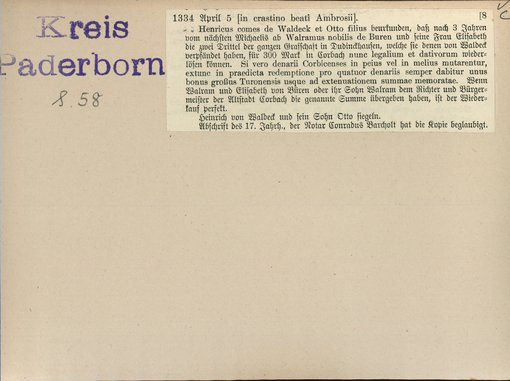 Kreis
Paderborn
S. 58
1334 April 5 [in crastino beati Ambrosii]. [8
Henricus comes de Waldeck et Otto filius beurkunden, daß nach 3 Jahren
vom nächsten Michaelis ab Walramus nobilis de Buren und seine Frau Elisabeth
die zwei Drittel der ganzen Grafschaft in Dudinckhausen, welche sie denen von Waldeck
verpfändet haben, für 300 Mark in Corbach nunc legalium et dativorum wieder-
lösen können. Si vero denarii Corbicenses in peius vel in melius mutarentur,
extunc in praedicta redemptione pro quatuor denariis semper dabitur unus
bonus grossus Turonensis usque ad extenuationem summae memoratae. Wenn
Walram und Elisabeth von Büren oder ihr Sohn Walram dem Richter und Bürger-
meister der Altstadt Corbach die genannte Summe übergeben haben, ist der Wieder-
kauf perfekt.
Heinrich von Waldeck und sein Sohn Otto siegeln.
Abschrift des 17. Jahrh., der Notar Conradus Varcholt hat die Kopie beglaubigt.